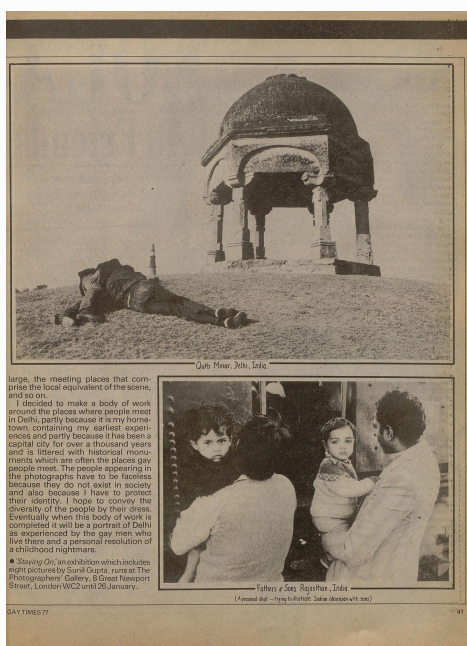 Qutb Minar, Delhi, India.
large, the meeting places that com-
prise the local equivalent of the scene,
and so on.
I decided to make a body of work
around the places where people meet
in Delhi, partly because it is my home-
town containing my earliest experi-
ences and partly because it has been a
capital city for over a thousand years
and is littered with historical monu-
ments which are often the places gay
people meet. The people appearing in
the photographs have to be faceless
because they do not exist in society
and also because I have to protect
their identity. I hope to convey the
diversity of the people by their dress.
Eventually when this body of work is
completed it will be a portrait of Delhi
as experienced by the gay men who
live there and a personal resolution of
a childhood nightmare.
● 'Staying On,' an exhibition which includes
eight pictures by Sunil Gupta, runs at The
Photographers' Gallery, 8 Great Newport
Street, London WC2 until 26 January.
Fathers & Sons Rajasthan, India
(A personal shot – trying to illustrate Indian obsession with sons)
GAY TIMES 77
41